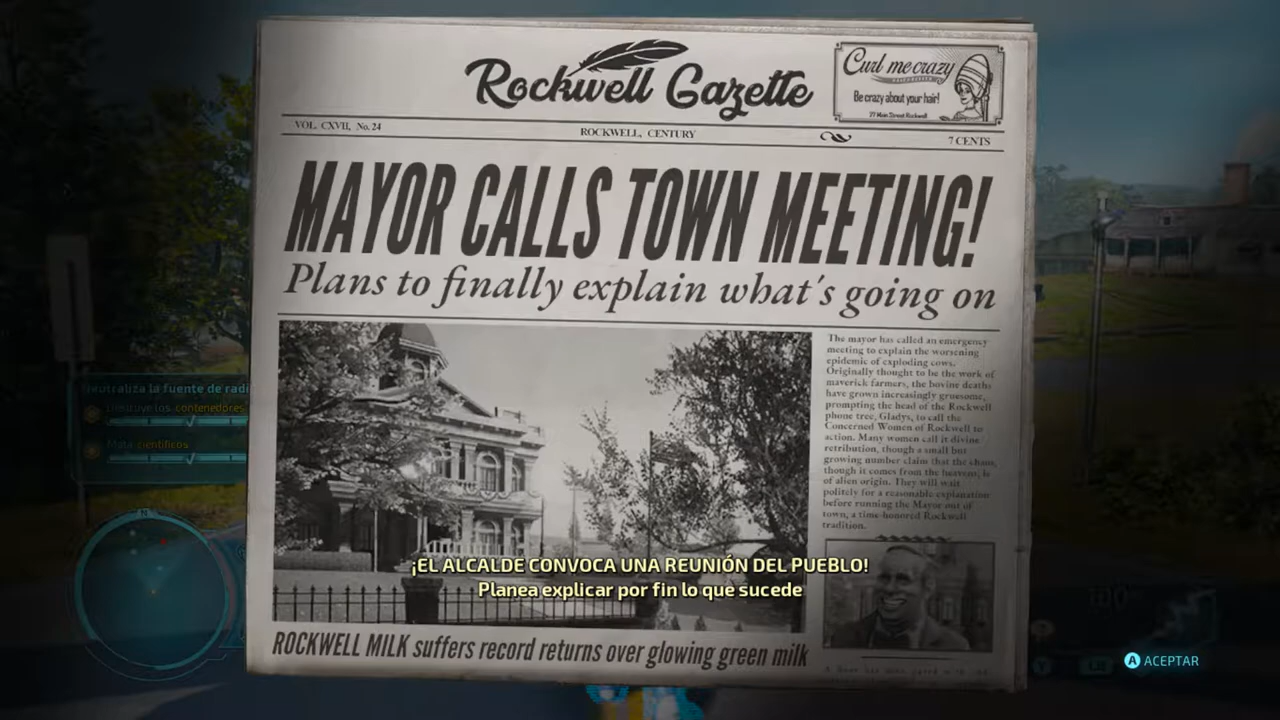 Rockwell Gazette
Curl me crazy
Be crazy about your hair!
77 Main Street Rockwell
VOL. CXVII, No. 24
ROCKWELL, CENTURY
7 CENTS
MAYOR CALLS TOWN MEETING!
Plans to finally explain what's going on
The mayor has called an emergency
meeting to explain the worsening
epidemic of exploding cows.
Originally thought to be the work of
maverick farmers, the bovine deaths
have grown increasingly gruesome,
prompting the head of the Rockwell
phone tree, Gladys, to call the
Concerned Women of Rockwell to
action. Many women call it divine
retribution, though a small but
growing number claim that the chaos,
though it comes from the heavens, is
of alien origin. They will wait
politely for a reasonable explanation
before running the Mayor out of
town, a time-honored Rockwell
tradition.
Neutraliza la fuente de radi
Destruye los contenedores
Mata científicos
N
¡EL ALCALDE CONVOCA UNA REUNIÓN DEL PUEBLO!
Planea explicar por fin lo que sucede
ROCKWELL MILK suffers record returns over glowing green milk
Y
LB
A ACEPTAR